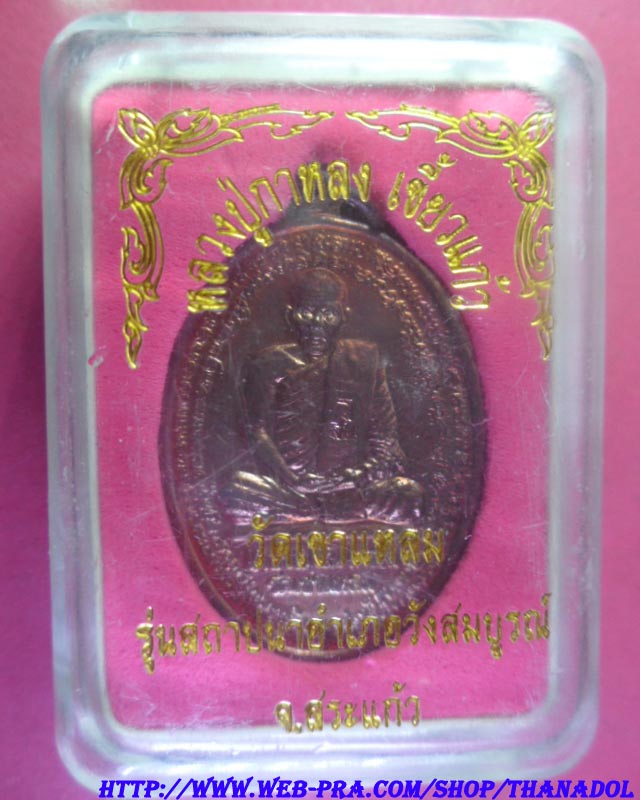 หลวงปู่กาหลง เขี้ยวแก้ว
วัดเขาแหลม
รุ่นสถาปนาอำเภอวังสมบูรณ์
จ.สระแก้ว
HTTP://WWW.WEB-PRA.COM/SHOP/THANADOL